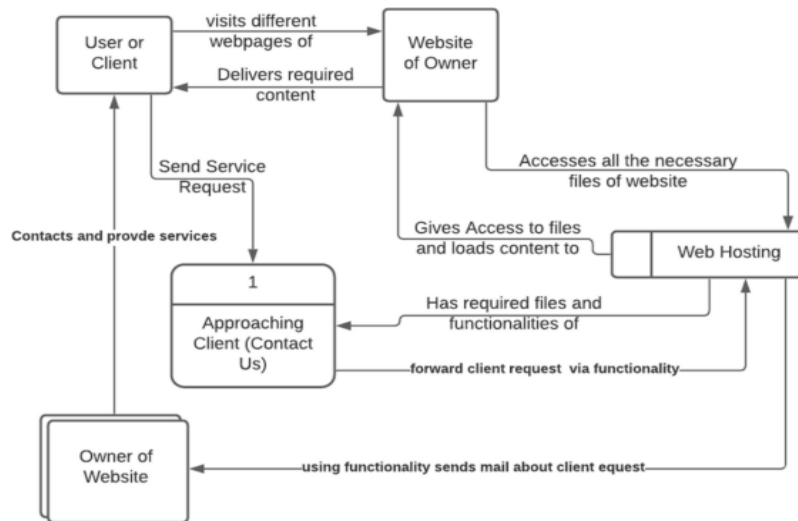 visits different
webpages of
User or
Client
Website
of Owner
Delivers required
content
Send Service
Request
Accesses all the necessary
files of website
Contacts and provde services
Gives Access to files
and loads content to
Web Hosting
1
Approaching
Client (Contact
Us)
Has required files and
functionalities of
forward client request via functionality
Owner of
Website
using functionality sends mail about client equest